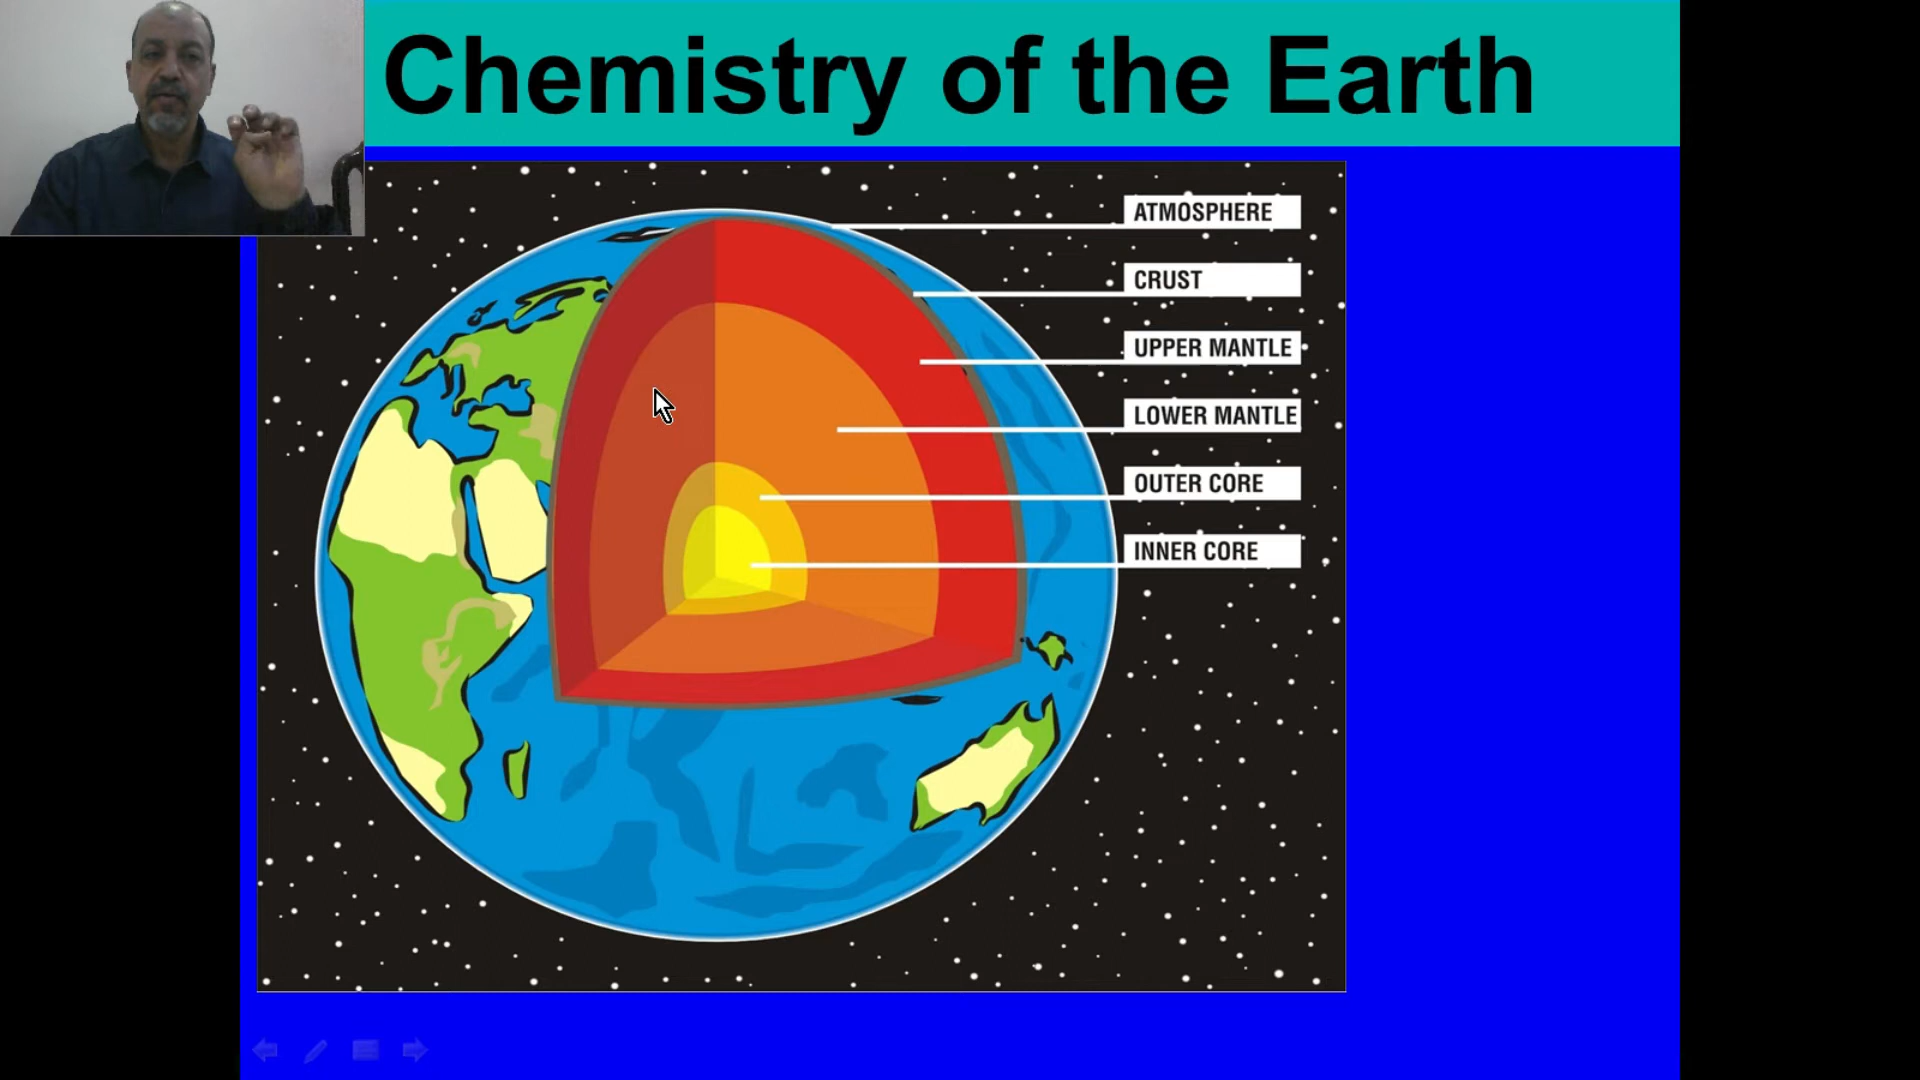 Chemistry of the Earth
ATMOSPHERE
CRUST
UPPER MANTLE
LOWER MANTLE
OUTER CORE
INNER CORE